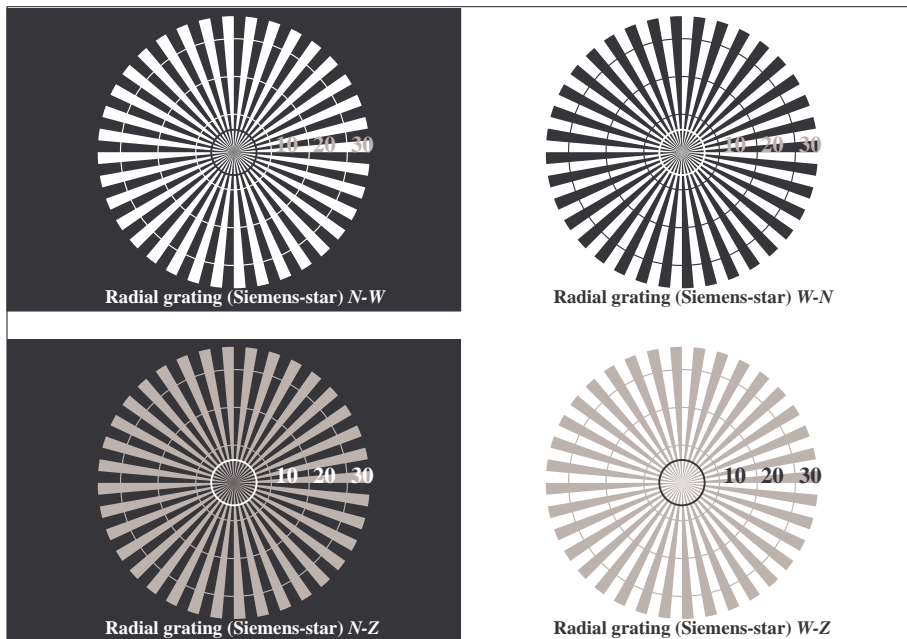 10 20 30
Radial grating (Siemens-star) N-W
10 20 30
Radial grating (Siemens-star) W-N
10 20 30
Radial grating (Siemens-star) N-Z
10 20 30
Radial grating (Siemens-star) W-Z